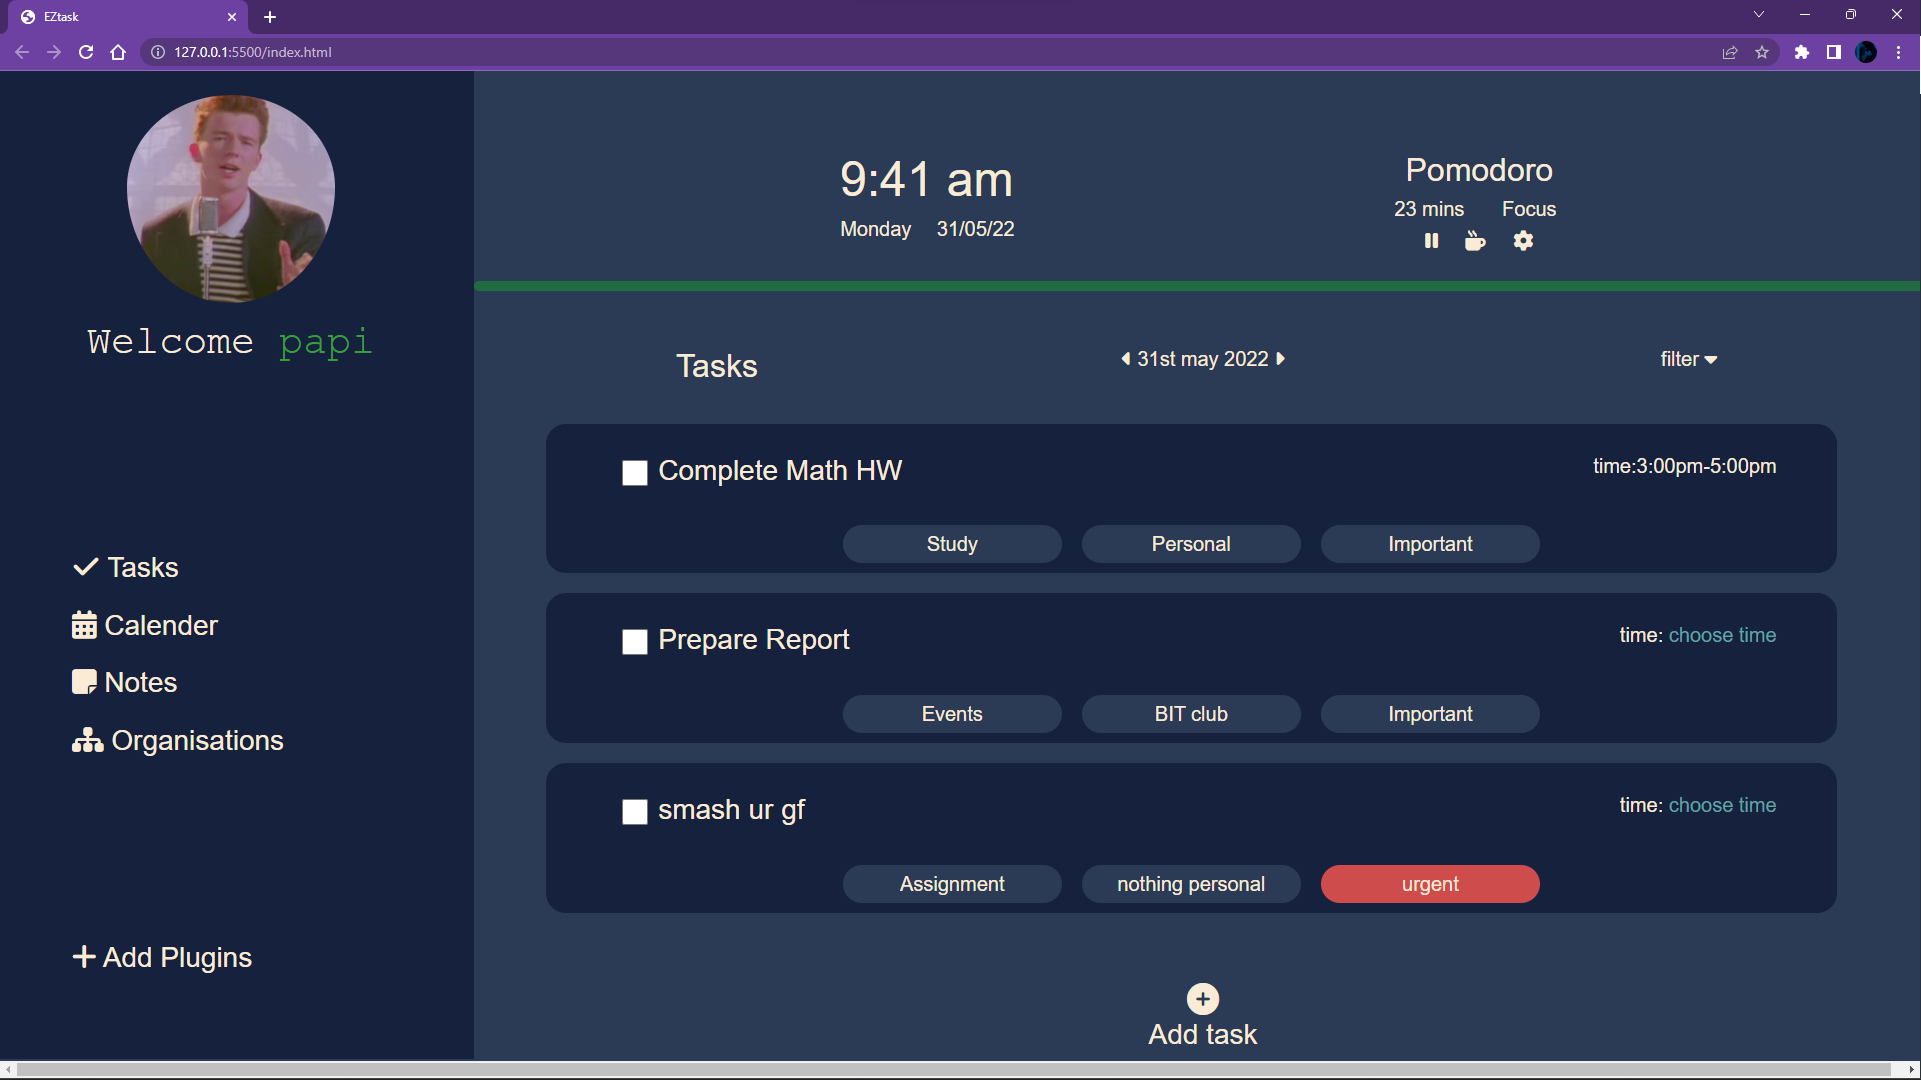 EZtask
127.0.0.1:5500/index.html
9:41 am
Monday 31/05/22
Pomodoro
23 mins Focus
Welcome papi
Tasks
Calender
Notes
Organisations
Add Plugins
Tasks
31st may 2022
filter
Complete Math HW
time:3:00pm-5:00pm
Study
Personal
Important
Prepare Report
time: choose time
Events
BIT club
Important
smash ur gf
time: choose time
Assignment
nothing personal
urgent
Add task